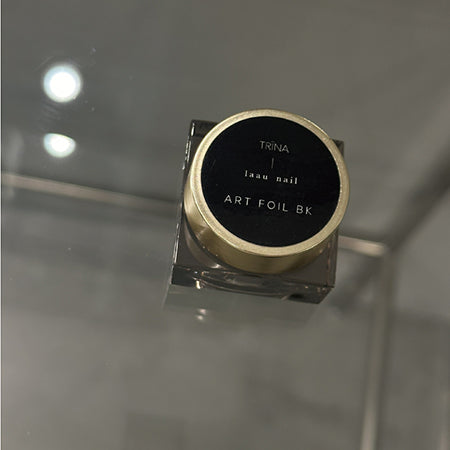 TRiNA
laau nail
ART FOIL BK